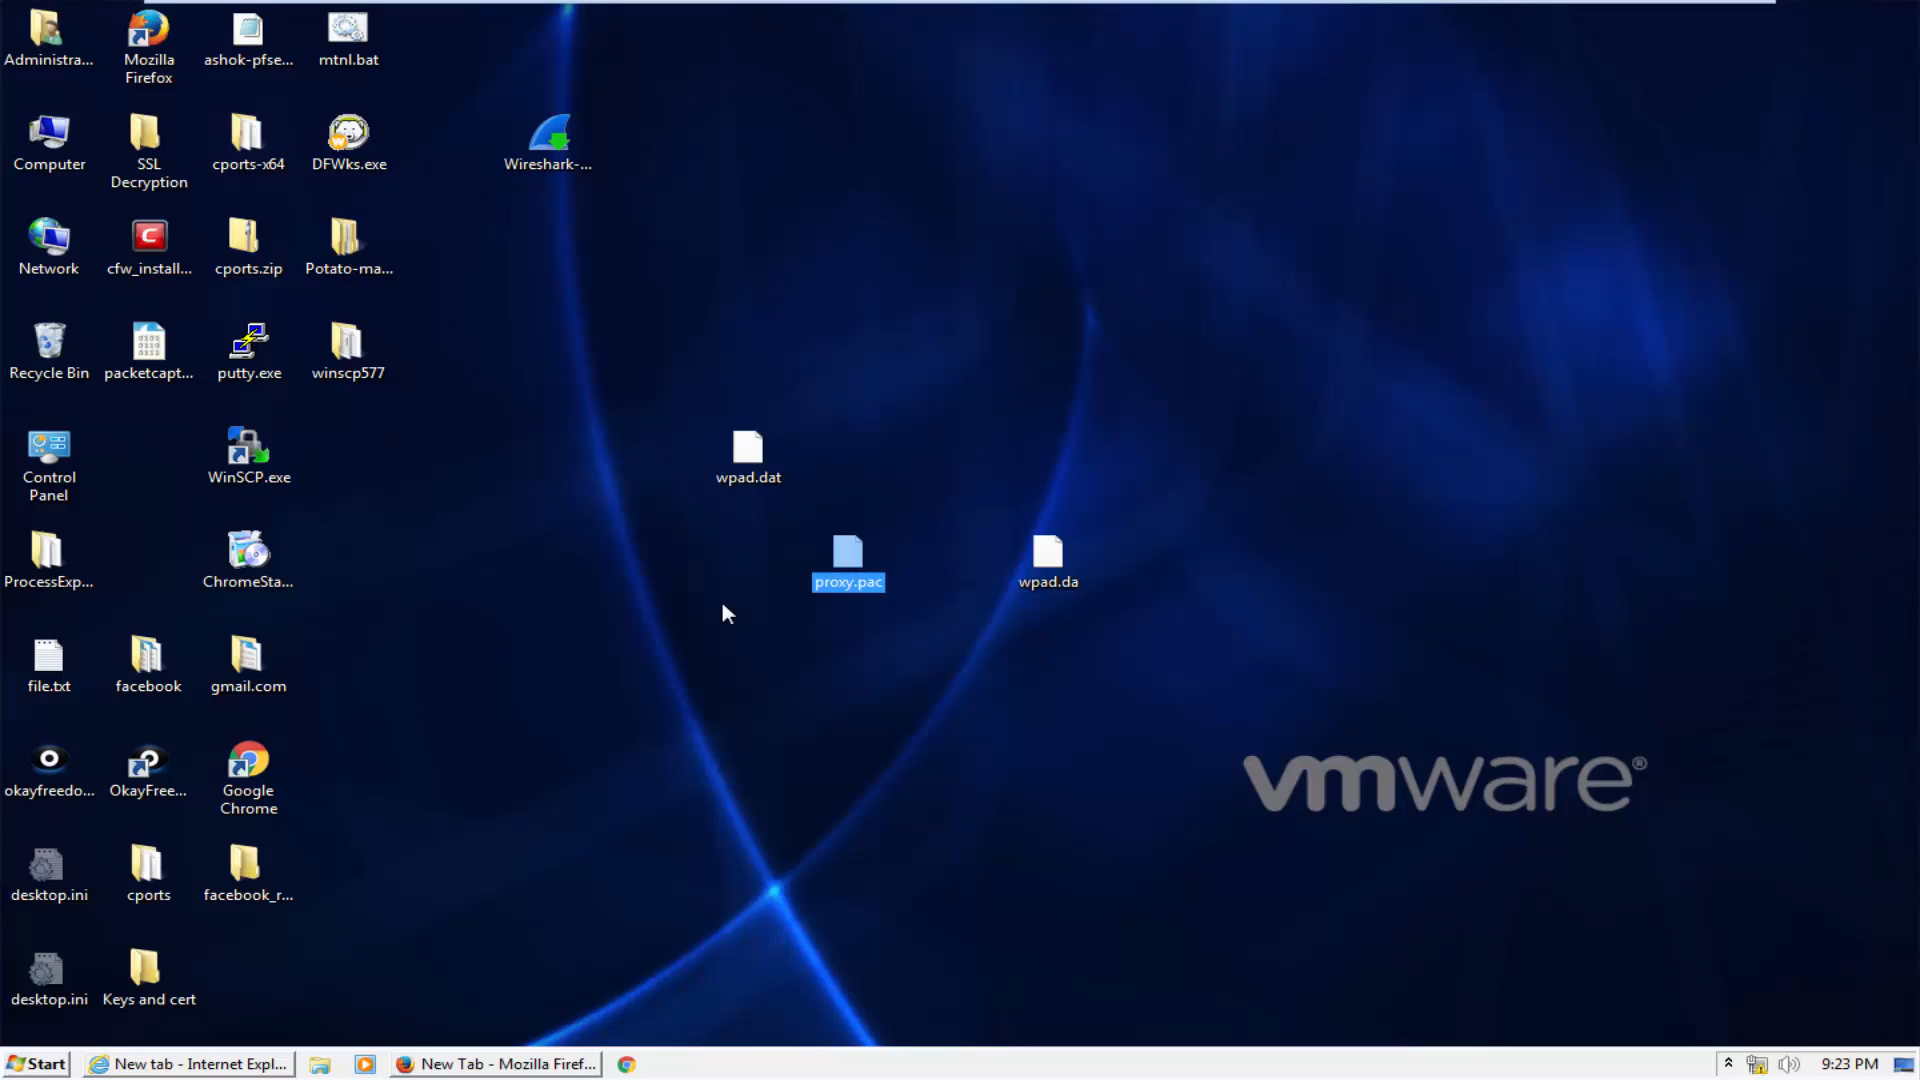 Administra...
Mozilla
Firefox
ashok-pfse...
mtnl.bat
Computer
SSL
Decryption
cports-x64
DFWks.exe
Wireshark-...
Network
cfw_install...
cports.zip
Potato-ma...
Recycle Bin
packetcapt...
putty.exe
winscp577
Control
Panel
WinSCP.exe
wpad.dat
ProcessExp...
ChromeSta...
proxy.pac
wpad.da
file.txt
facebook
gmail.com
okayfreedo...
OkayFree...
Google
Chrome
vmware®
desktop.ini
cports
facebook_r...
desktop.ini
Keys and cert
Start
New tab - Internet Expl...
New Tab - Mozilla Firef...
9:23 PM